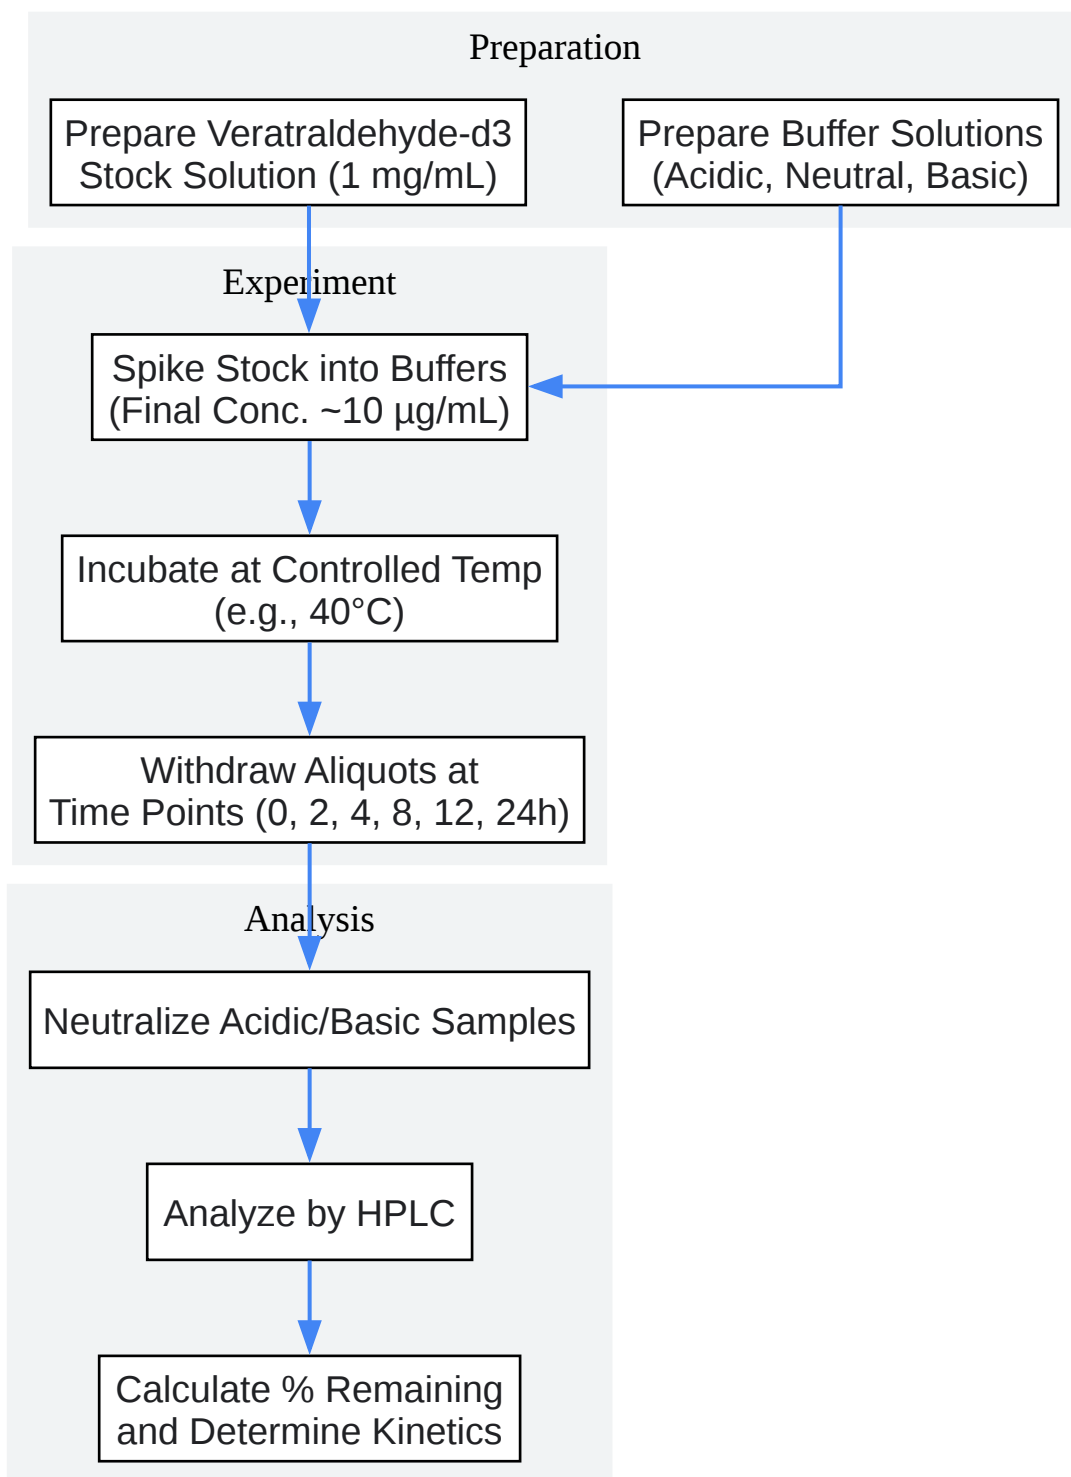 Preparation
Prepare Veratraldehyde-d3
Stock Solution (1 mg/mL)
Prepare Buffer Solutions
(Acidic, Neutral, Basic)
Experiment
Spike Stock into Buffers
(Final Conc. ~10 µg/mL)
Incubate at Controlled Temp
(e.g., 40°C)
Withdraw Aliquots at
Time Points (0, 2, 4, 8, 12, 24h)
Analysis
Neutralize Acidic/Basic Samples
Analyze by HPLC
Calculate % Remaining
and Determine Kinetics